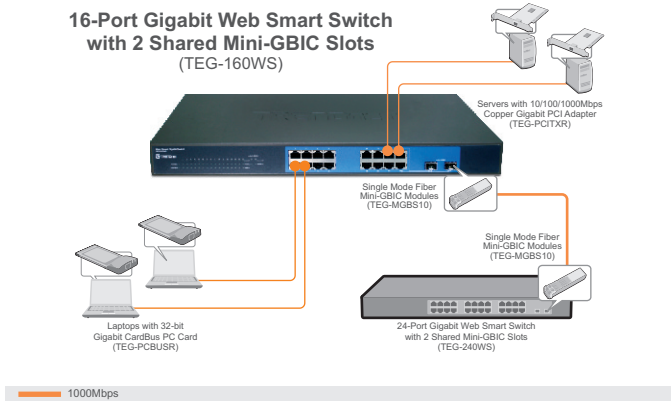 16-Port Gigabit Web Smart Switch
with 2 Shared Mini-GBIC Slots
(TEG-160WS)
Servers with 10/100/1000Mbps
Copper Gigabit PCI Adapter
(TEG-PCITXR)
Single Mode Fiber
Mini-GBIC Modules
(TEG-MGBS10)
Single Mode Fiber
Mini-GBIC Modules
(TEG-MGBS10)
Laptops with 32-bit
Gigabit CardBus PC Card
(TEG-PCBUSR)
24-Port Gigabit Web Smart Switch
with 2 Shared Mini-GBIC Slots
(TEG-240WS)
1000Mbps